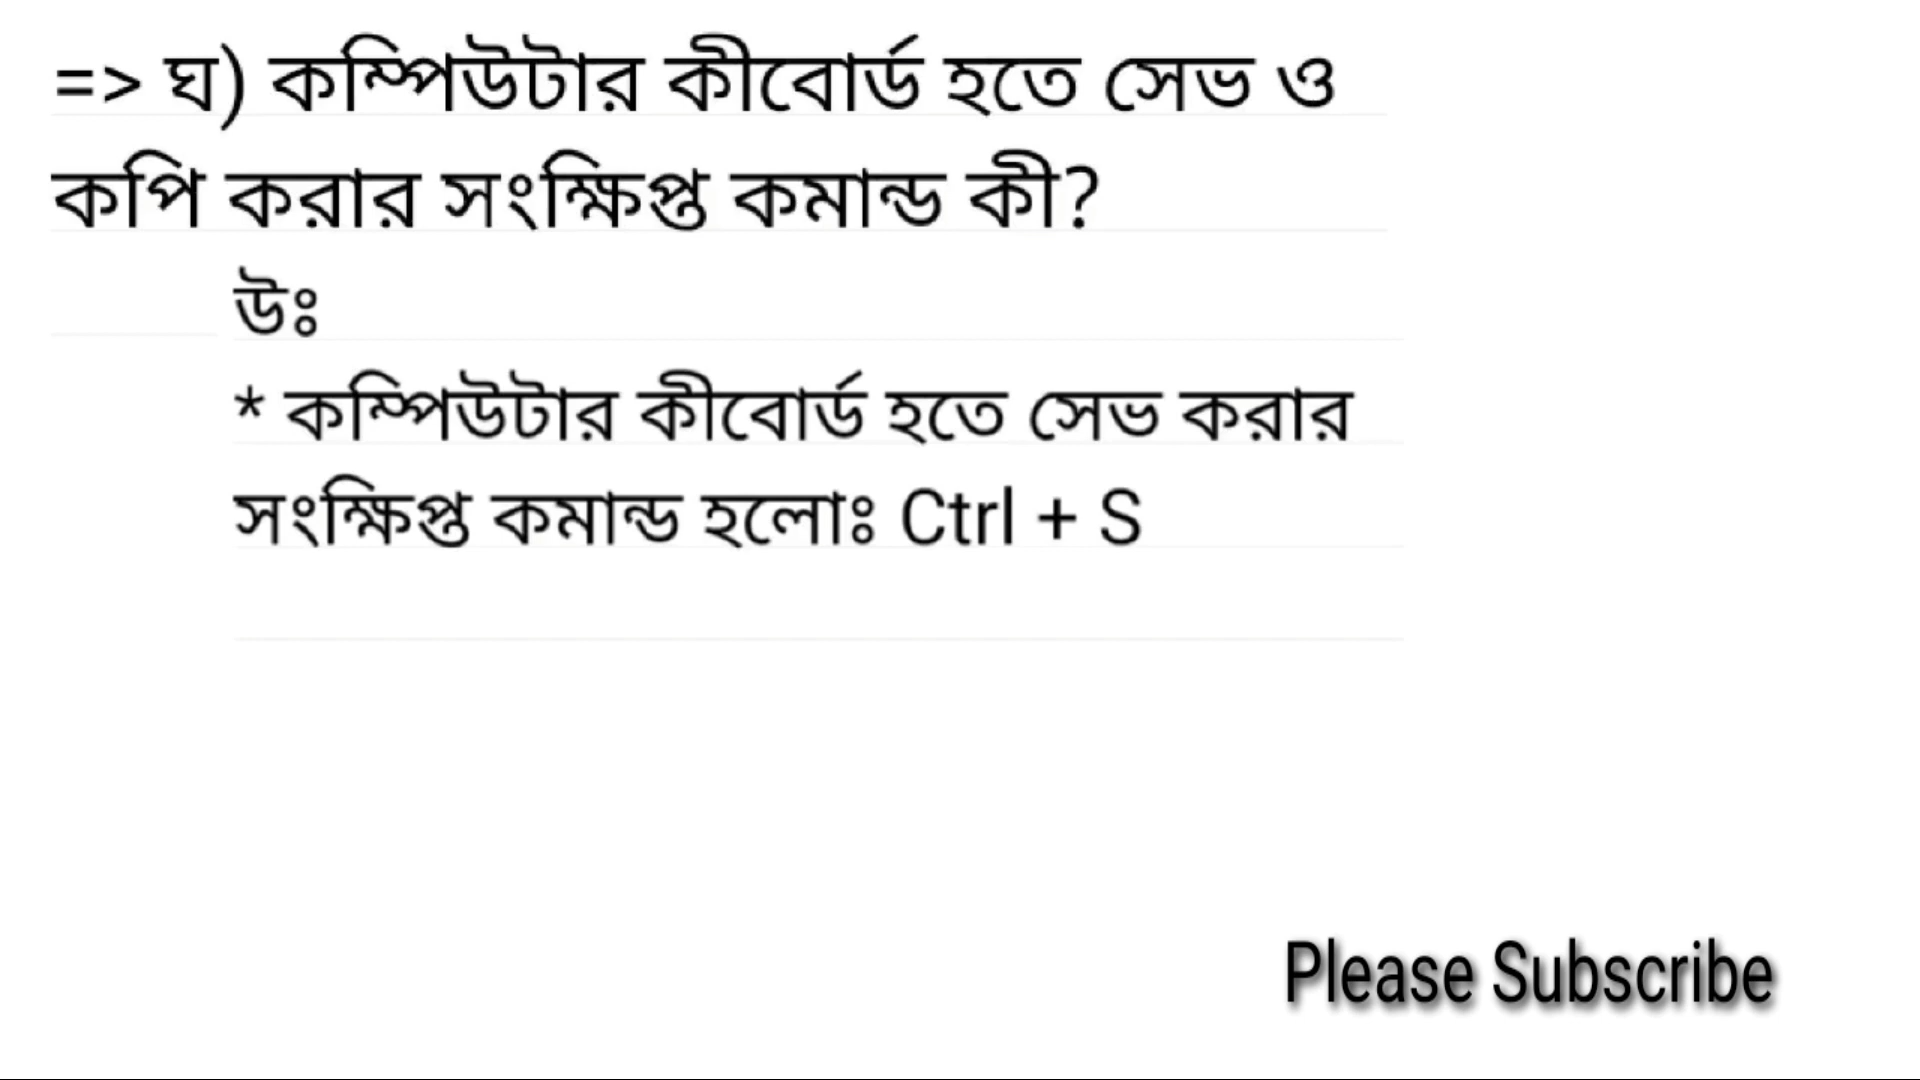 => ঘ) কম্পিউটার কীবোর্ড হতে সেভ ও
কপি করার সংক্ষিপ্ত কমান্ড কী?
উঃ
* কম্পিউটার কীবোর্ড হতে সেভ করার
সংক্ষিপ্ত কমান্ড হলোঃ Ctrl + S
Please Subscribe